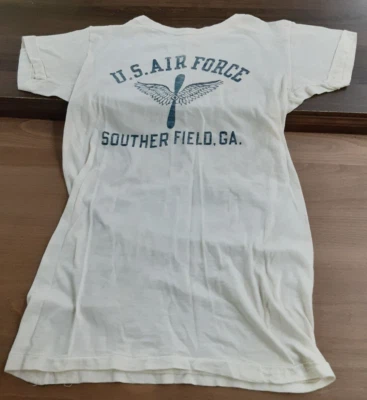 U.S. AIR FORCE
SOUTHER FIELD, GA.